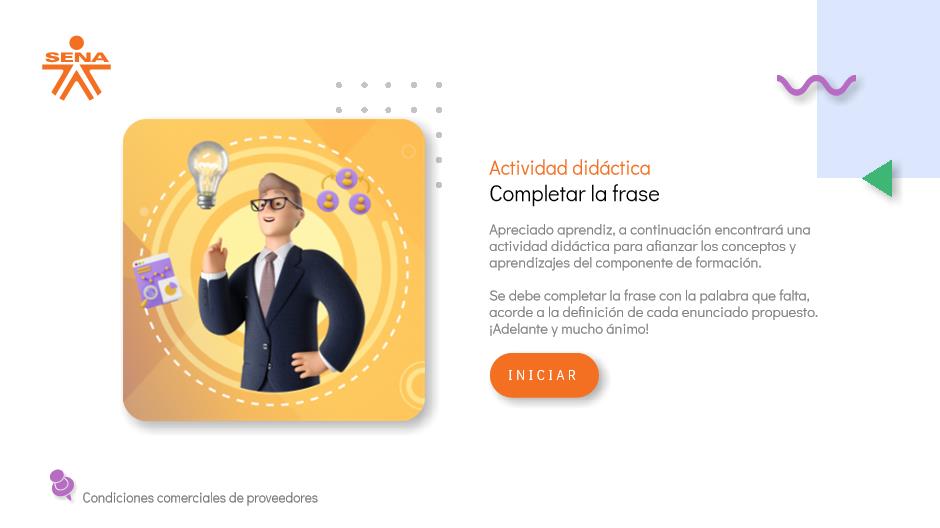 SENA
Actividad didáctica
Completar la frase
Apreciado aprendiz, a continuación encontrará una
actividad didáctica para afianzar los conceptos y
aprendizajes del componente de formación.
Se debe completar la frase con la palabra que falta,
acorde a la definición de cada enunciado propuesto.
¡Adelante y mucho ánimo!
INICIAR
Condiciones comerciales de proveedores